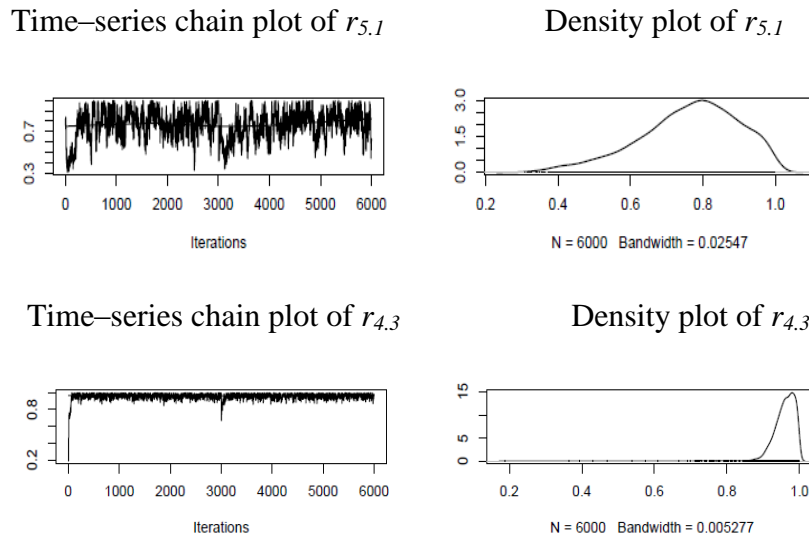 Time–series chain plot of r5.1
Density plot of r5.1
0.3 0.7
0 1000 2000 3000 4000 5000 6000
Iterations
0.0 1.5 3.0
0.2 0.4 0.6 0.8 1.0
N = 6000 Bandwidth = 0.02547
Time–series chain plot of r4.3
Density plot of r4.3
0.2 0.8
0 1000 2000 3000 4000 5000 6000
Iterations
0 5 15
0.2 0.4 0.6 0.8 1.0
N = 6000 Bandwidth = 0.005277